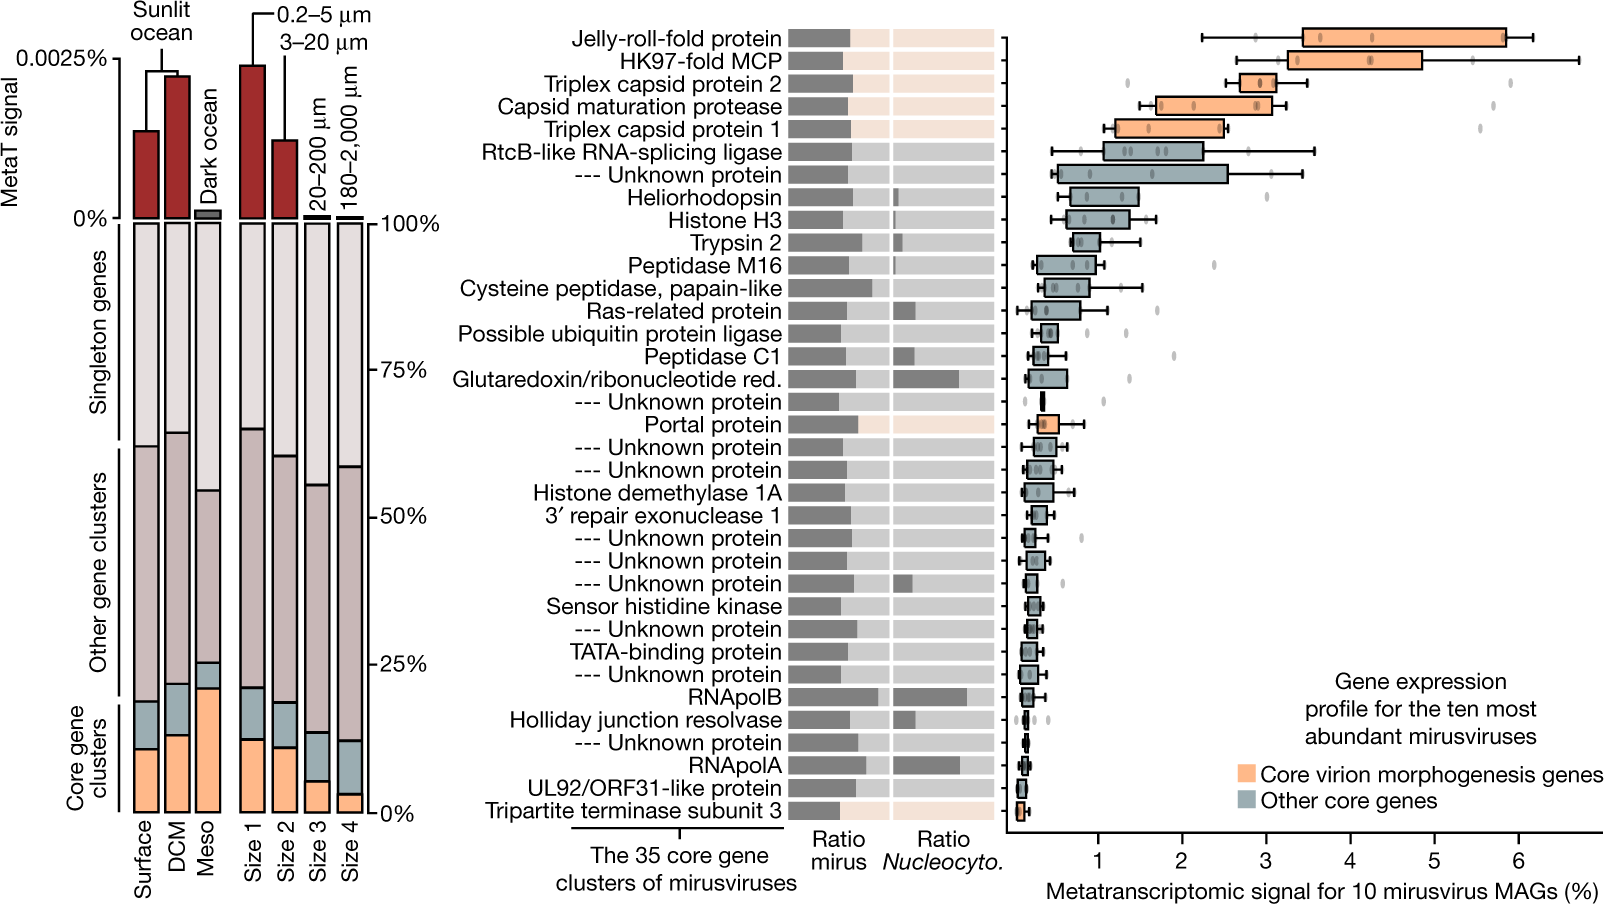 Sunlit
ocean
0.2–5 µm
3–20 µm
0.0025%
MetaT signal
0%
Dark ocean
20–200 µm
180–2,000 µm
100%
75%
50%
25%
0%
Singleton genes
Other gene clusters
Core gene
clusters
Surface
DCM
Meso
Size 1
Size 2
Size 3
Size 4
Jelly-roll-fold protein
HK97-fold MCP
Triplex capsid protein 2
Capsid maturation protease
Triplex capsid protein 1
RtcB-like RNA-splicing ligase
--- Unknown protein
Heliorhodopsin
Histone H3
Trypsin 2
Peptidase M16
Cysteine peptidase, papain-like
Ras-related protein
Possible ubiquitin protein ligase
Peptidase C1
Glutaredoxin/ribonucleotide red.
--- Unknown protein
Portal protein
--- Unknown protein
--- Unknown protein
Histone demethylase 1A
3′ repair exonuclease 1
--- Unknown protein
--- Unknown protein
--- Unknown protein
Sensor histidine kinase
--- Unknown protein
TATA-binding protein
--- Unknown protein
RNApolB
Holliday junction resolvase
--- Unknown protein
RNApolA
UL92/ORF31-like protein
Tripartite terminase subunit 3
The 35 core gene
clusters of mirusviruses
Ratio
mirus
Ratio
Nucleocyto.
Gene expression
profile for the ten most
abundant mirusviruses
Core virion morphogenesis genes
Other core genes
1 2 3 4 5 6
Metatranscriptomic signal for 10 mirusvirus MAGs (%)